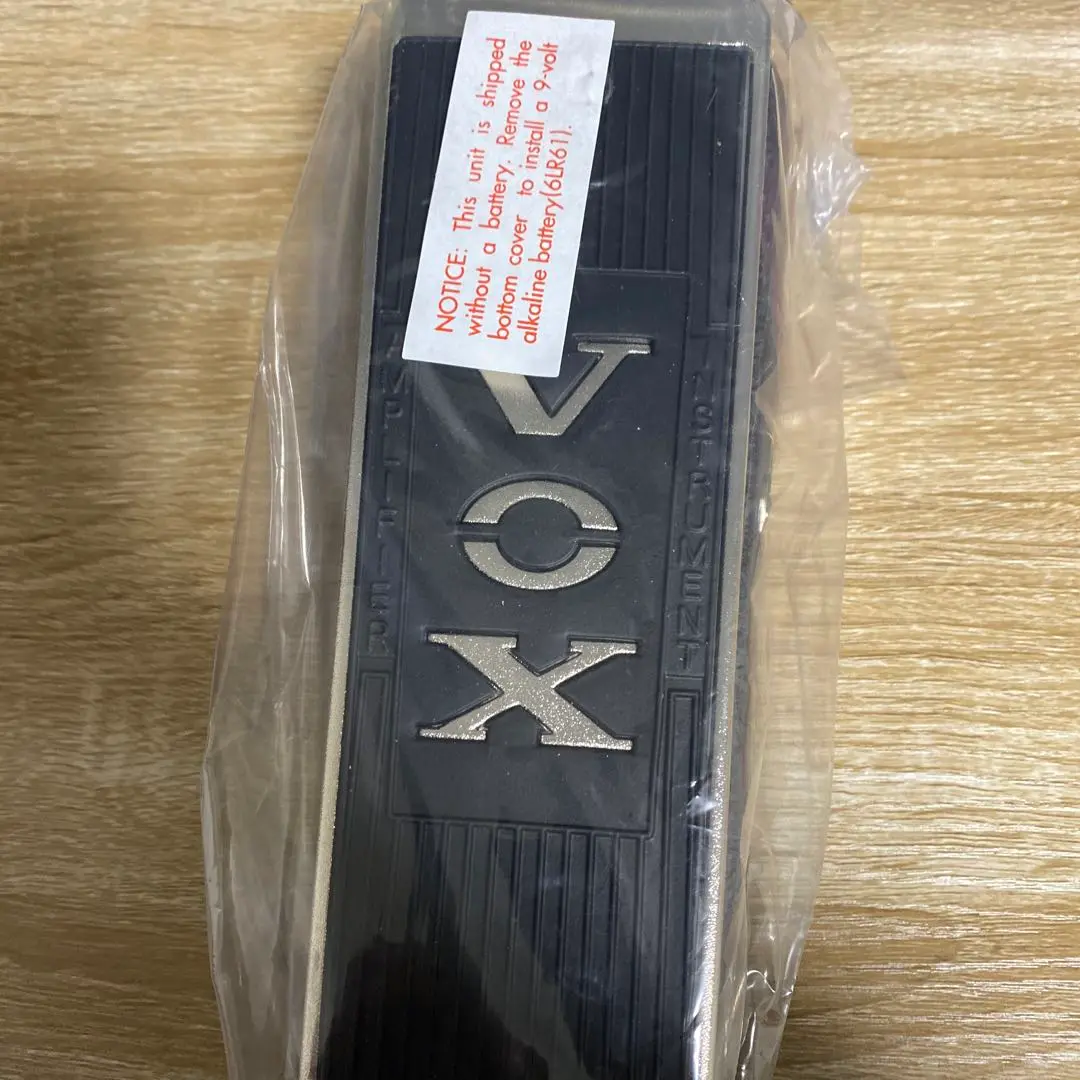 NOTICE: This unit is shipped
without a battery. Remove the
bottom cover to install a 9-volt
alkaline battery(6LR61).
VOX
AMPLIFIER
INSTRUMENT